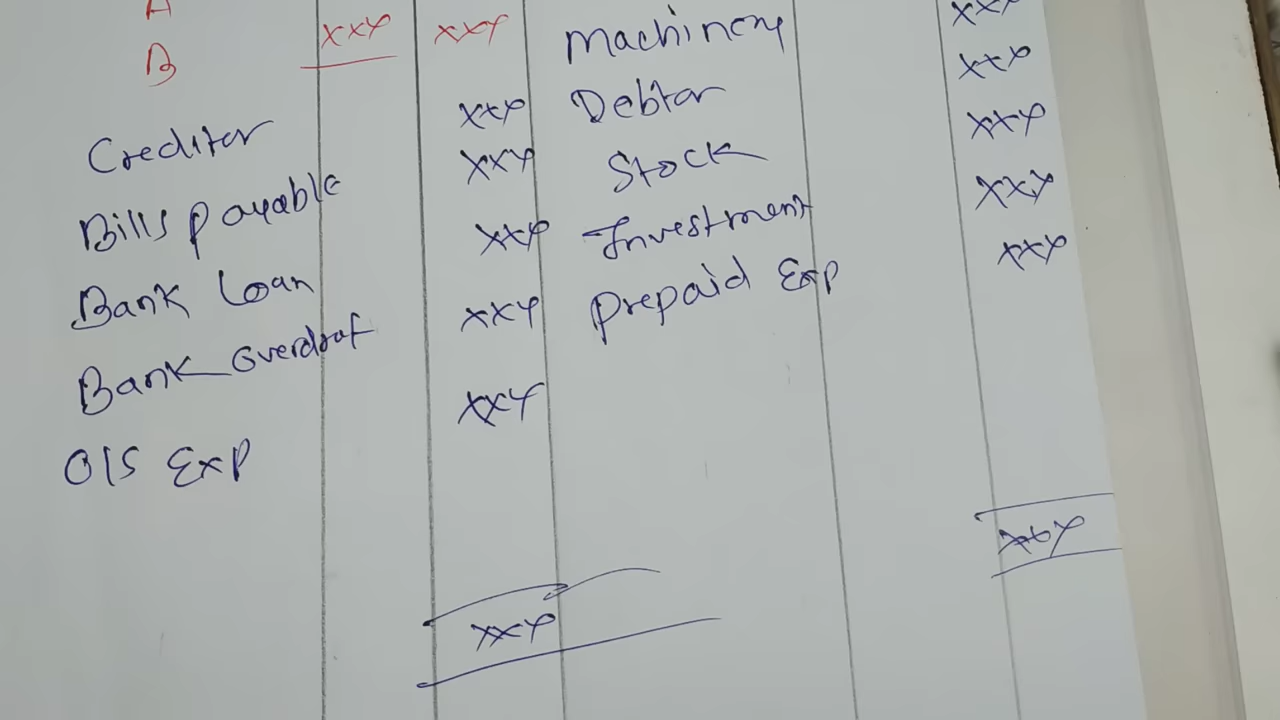 A
B xxx xxx Machinery xxx
Creditor xxx Debtor xxx
Bills payable xxx Stock xxx
Bank Loan xxx Investment xxx
Bank Overdraf xxx Prepaid Exp xxx
O/S Exp xxx
xxx
xxx